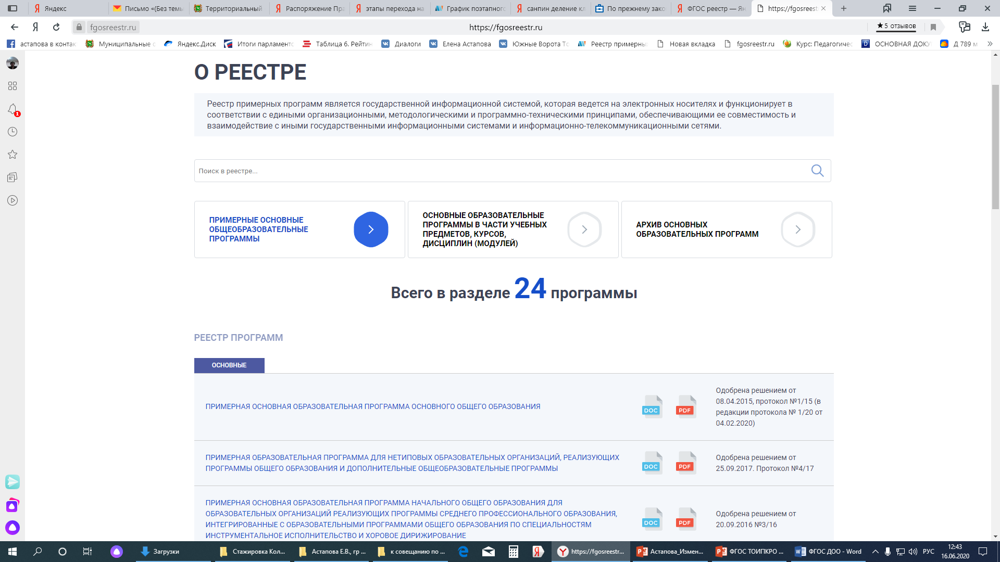 Яндекс
Письмо «(Без темы
Территориальный
Распоряжение Пра
этапы перехода на
График поэтапного
санпин деление кл
По прежнему зако
ФГОС реестр — Ян
https://fgosreest
fgosreestr.ru
https://fgosreestr.ru
★5 отзывов
астапова в контак
Муниципальные с
Яндекс.Диск
Итоги парламентс
Таблица 6. Рейтин
Диалоги
Елена Астапова
Южные Ворота То
Реестр примерны
Новая вкладка
fgosreestr.ru
Курс: Педагогичес
ОСНОВНАЯ ДОКУ
Д 789 м
О РЕЕСТРЕ
Реестр примерных программ является государственной информационной системой, которая ведется на электронных носителях и функционирует в
соответствии с едиными организационными, методологическими и программно-техническими принципами, обеспечивающими ее совместимость и
взаимодействие с иными государственными информационными системами и информационно-телекоммуникационными сетями.
Поиск в реестре...
ПРИМЕРНЫЕ ОСНОВНЫЕ
ОБЩЕОБРАЗОВАТЕЛЬНЫЕ
ПРОГРАММЫ
ОСНОВНЫЕ ОБРАЗОВАТЕЛЬНЫЕ
ПРОГРАММЫ В ЧАСТИ УЧЕБНЫХ
ПРЕДМЕТОВ, КУРСОВ,
ДИСЦИПЛИН (МОДУЛЕЙ)
АРХИВ ОСНОВНЫХ
ОБРАЗОВАТЕЛЬНЫХ ПРОГРАММ
Всего в разделе 24 программы
РЕЕСТР ПРОГРАММ
ОСНОВНЫЕ
ПРИМЕРНАЯ ОСНОВНАЯ ОБРАЗОВАТЕЛЬНАЯ ПРОГРАММА ОСНОВНОГО ОБЩЕГО ОБРАЗОВАНИЯ
DOC
PDF
Одобрена решением от
08.04.2015, протокол №1/15 (в
редакции протокола № 1/20 от
04.02.2020)
ПРИМЕРНАЯ ОБРАЗОВАТЕЛЬНАЯ ПРОГРАММА ДЛЯ НЕТИПОВЫХ ОБРАЗОВАТЕЛЬНЫХ ОРГАНИЗАЦИЙ, РЕАЛИЗУЮЩИХ
ПРОГРАММЫ ОБЩЕГО ОБРАЗОВАНИЯ И ДОПОЛНИТЕЛЬНЫЕ ОБЩЕОБРАЗОВАТЕЛЬНЫЕ ПРОГРАММЫ
DOC
PDF
Одобрена решением от
25.09.2017. Протокол №4/17
ПРИМЕРНАЯ ОСНОВНАЯ ОБРАЗОВАТЕЛЬНАЯ ПРОГРАММА НАЧАЛЬНОГО ОБЩЕГО ОБРАЗОВАНИЯ ДЛЯ
ОБРАЗОВАТЕЛЬНЫХ ОРГАНИЗАЦИЙ РЕАЛИЗУЮЩИХ ПРОГРАММЫ СРЕДНЕГО ПРОФЕССИОНАЛЬНОГО ОБРАЗОВАНИЯ,
ИНТЕГРИРОВАННЫЕ С ОБРАЗОВАТЕЛЬНЫМИ ПРОГРАММАМИ ОБЩЕГО ОБРАЗОВАНИЯ ПО СПЕЦИАЛЬНОСТЯМ
ИНСТРУМЕНТАЛЬНОЕ ИСПОЛНИТЕЛЬСТВО И ХОРОВОЕ ДИРИЖИРОВАНИЕ
DOC
PDF
Одобрена решением от
20.09.2016 №3/16
Загрузки
Стажировка Кол...
Астапова Е.В., гр ...
к совещанию по ...
https://fgosreestr...
Астапова_Измен...
ФГОС ТОИПКРО ...
ФГОС ДОО - Word
РУС
12:43
16.06.2020